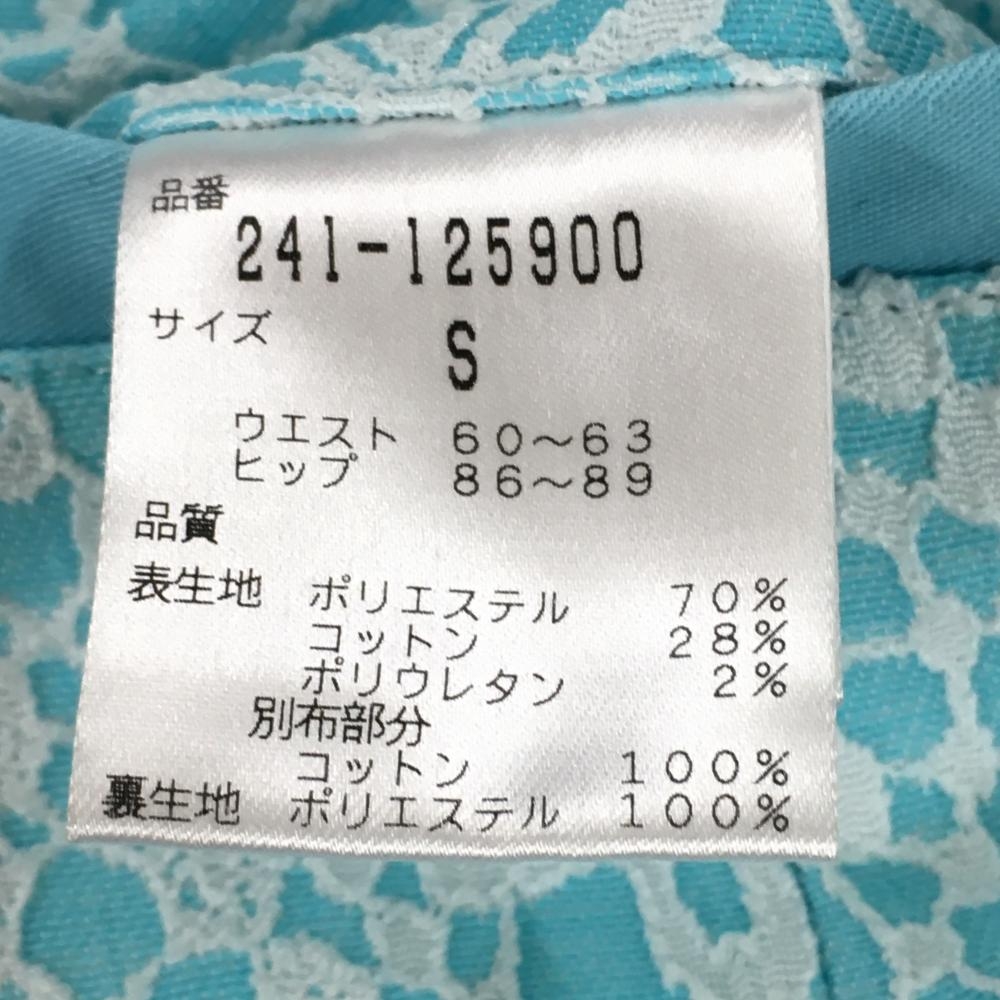 品番
241-125900
サイズ
S
ウエスト 60〜63
ヒップ 86〜89
品質
表生地 ポリエステル 70%
コットン 28%
ポリウレタン 2%
別布部分
コットン 100%
裏生地 ポリエステル 100%